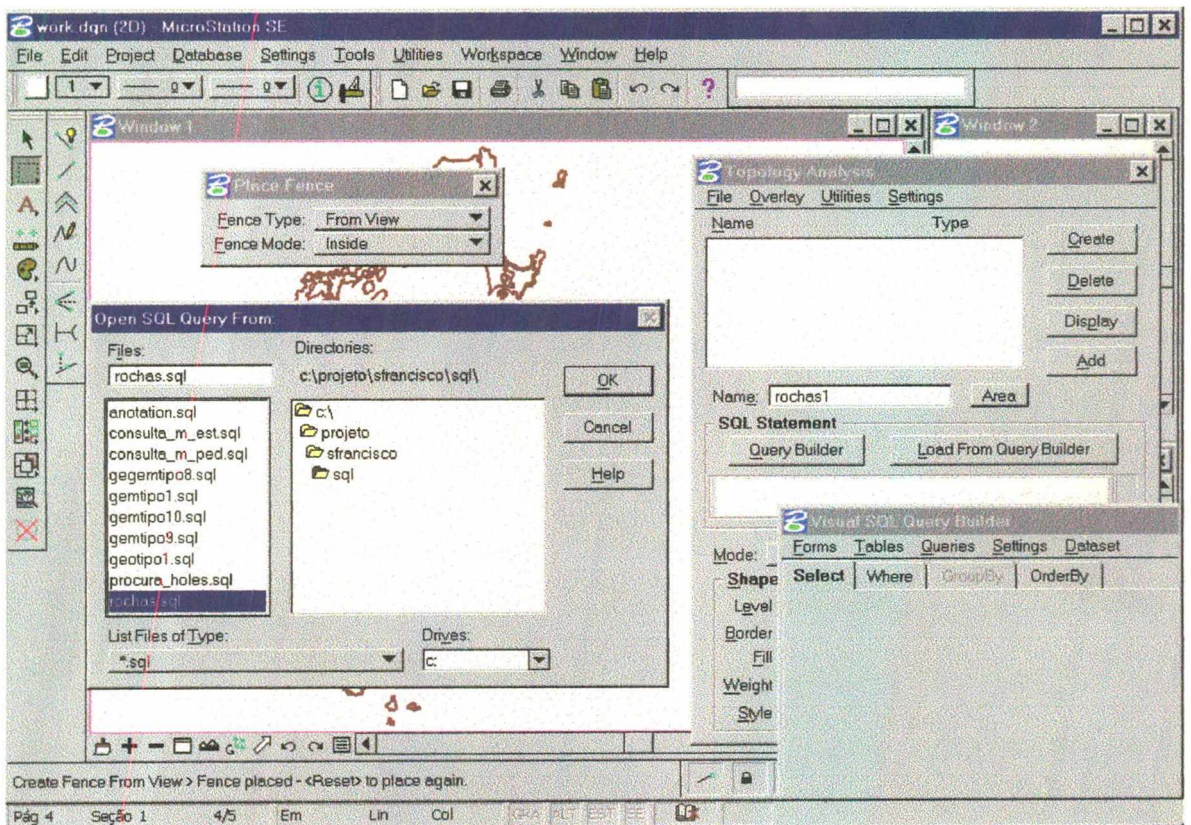 work.dgn (2D) - MicroStation SE
File Edit Project Database Settings Tools Utilities Workspace Window Help
1 0 0
Window 1
Window 2
Place Fence
Fence Type: From View
Fence Mode: Inside
Topology Analysis
File Overlay Utilities Settings
Name Type
Create
Delete
Display
Add
Name: rochas1 Area
SQL Statement
Query Builder Load From Query Builder
Mode:
Shape
Level
Border
Fill
Weight
Style
Open SQL Query From:
Files:
rochas.sql
anotation.sql
consulta_m_est.sql
consulta_m_ped.sql
gegemtipo8.sql
gemtipo1.sql
gemtipo10.sql
gemtipo9.sql
geotipo1.sql
procura_holes.sql
rochas.sql
Directories:
c:\projeto\sfrancisco\sql\
c:\
projeto
sfrancisco
sql
OK
Cancel
Help
List Files of Type:
*.sql
Drives:
c:
Visual SQL Query Builder
Forms Tables Queries Settings Dataset
Select Where GroupBy OrderBy
Create Fence From View > Fence placed - <Reset> to place again.
Pág 4 Seção 1 4/5 Em Lin Col GRA ALT EST SE